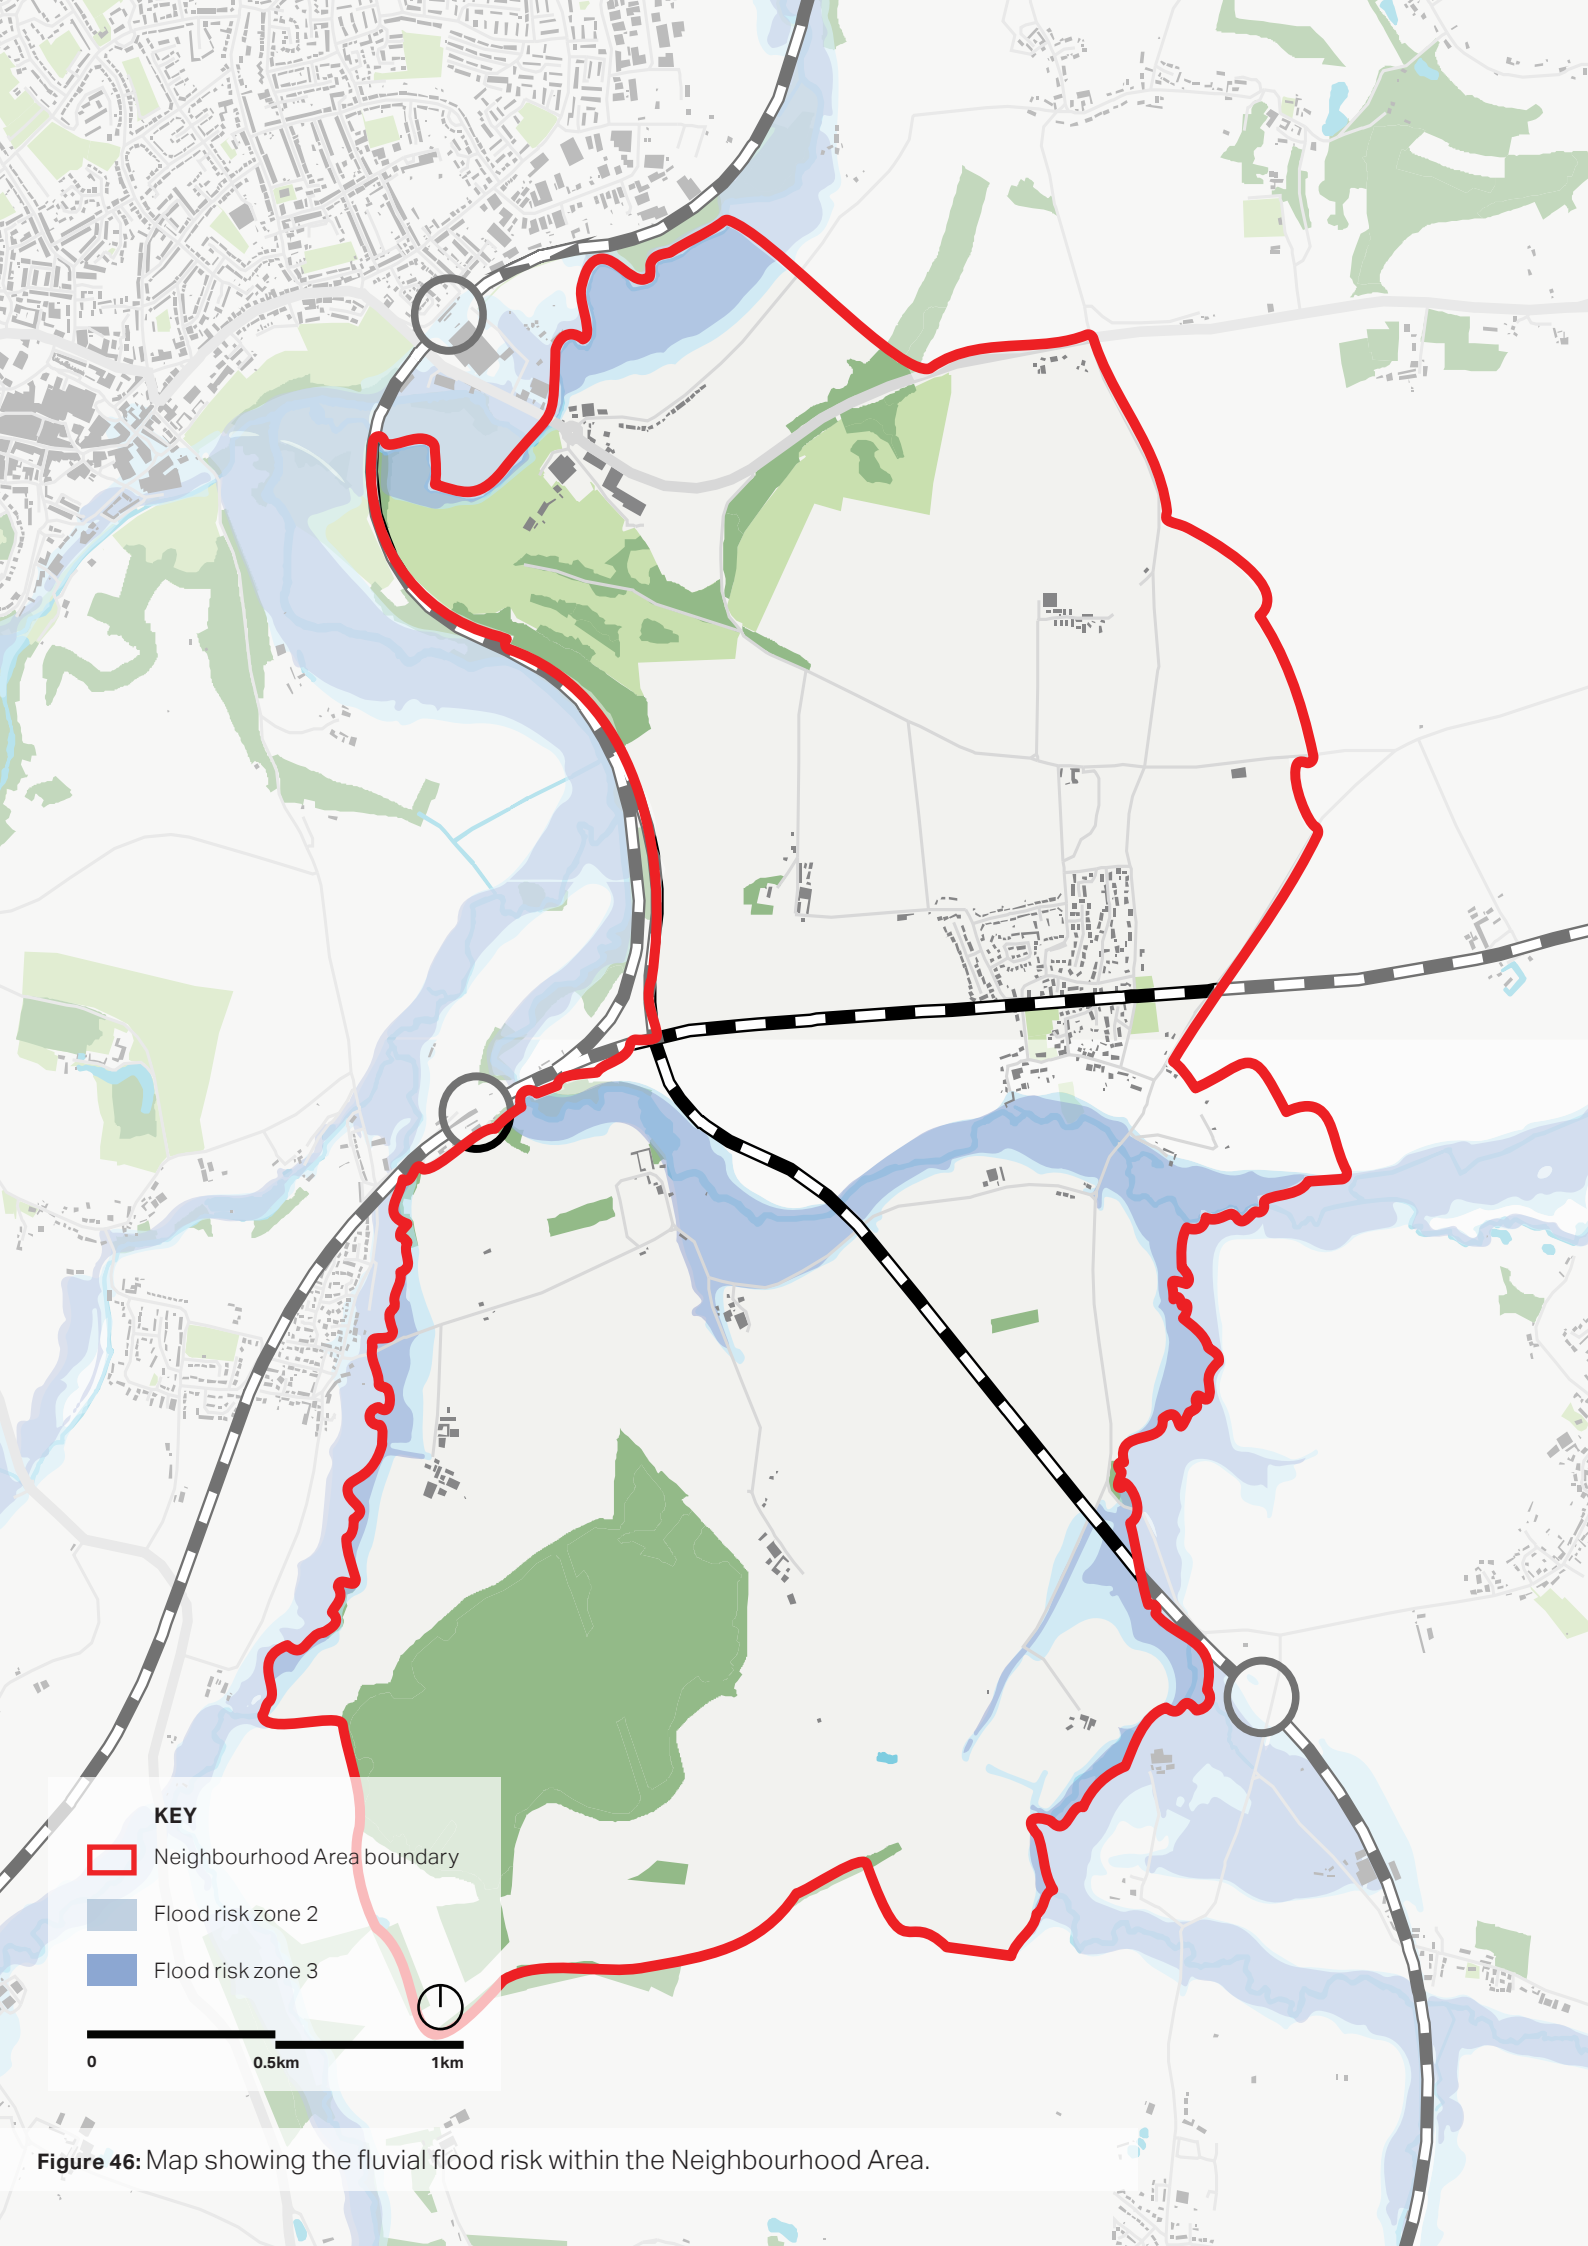 KEY
Neighbourhood Area boundary
Flood risk zone 2
Flood risk zone 3
0 0.5km 1km
Figure 46: Map showing the fluvial flood risk within the Neighbourhood Area.